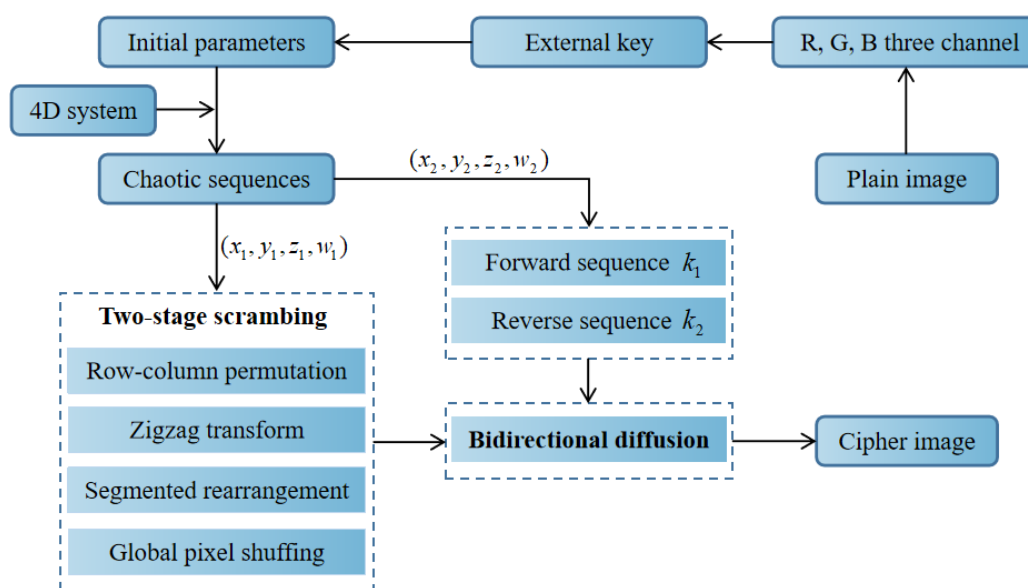 Initial parameters
External key
R, G, B three channel
4D system
Chaotic sequences
(x₂, y₂, z₂, w₂)
Plain image
(x₁, y₁, z₁, w₁)
Forward sequence k₁
Reverse sequence k₂
Two-stage scrambing
Row-column permutation
Zigzag transform
Segmented rearrangement
Global pixel shuffing
Bidirectional diffusion
Cipher image